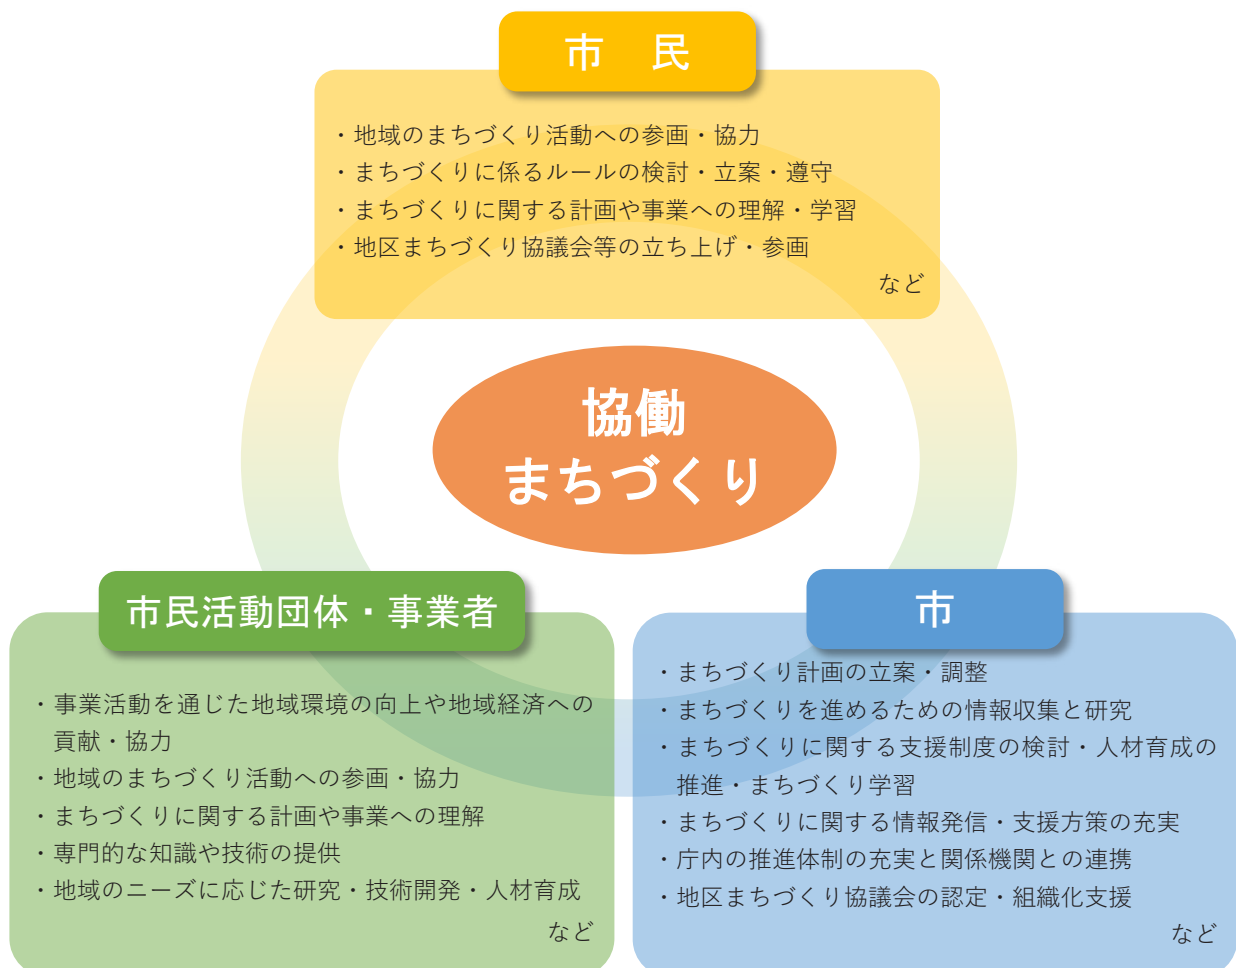 市　民
・地域のまちづくり活動への参画・協力
・まちづくりに係るルールの検討・立案・遵守
・まちづくりに関する計画や事業への理解・学習
・地区まちづくり協議会等の立ち上げ・参画
など
協働
まちづくり
市民活動団体・事業者
・事業活動を通じた地域環境の向上や地域経済への
貢献・協力
・地域のまちづくり活動への参画・協力
・まちづくりに関する計画や事業への理解
・専門的な知識や技術の提供
・地域のニーズに応じた研究・技術開発・人材育成
など
市
・まちづくり計画の立案・調整
・まちづくりを進めるための情報収集と研究
・まちづくりに関する支援制度の検討・人材育成の
推進・まちづくり学習
・まちづくりに関する情報発信・支援方策の充実
・庁内の推進体制の充実と関係機関との連携
・地区まちづくり協議会の認定・組織化支援
など